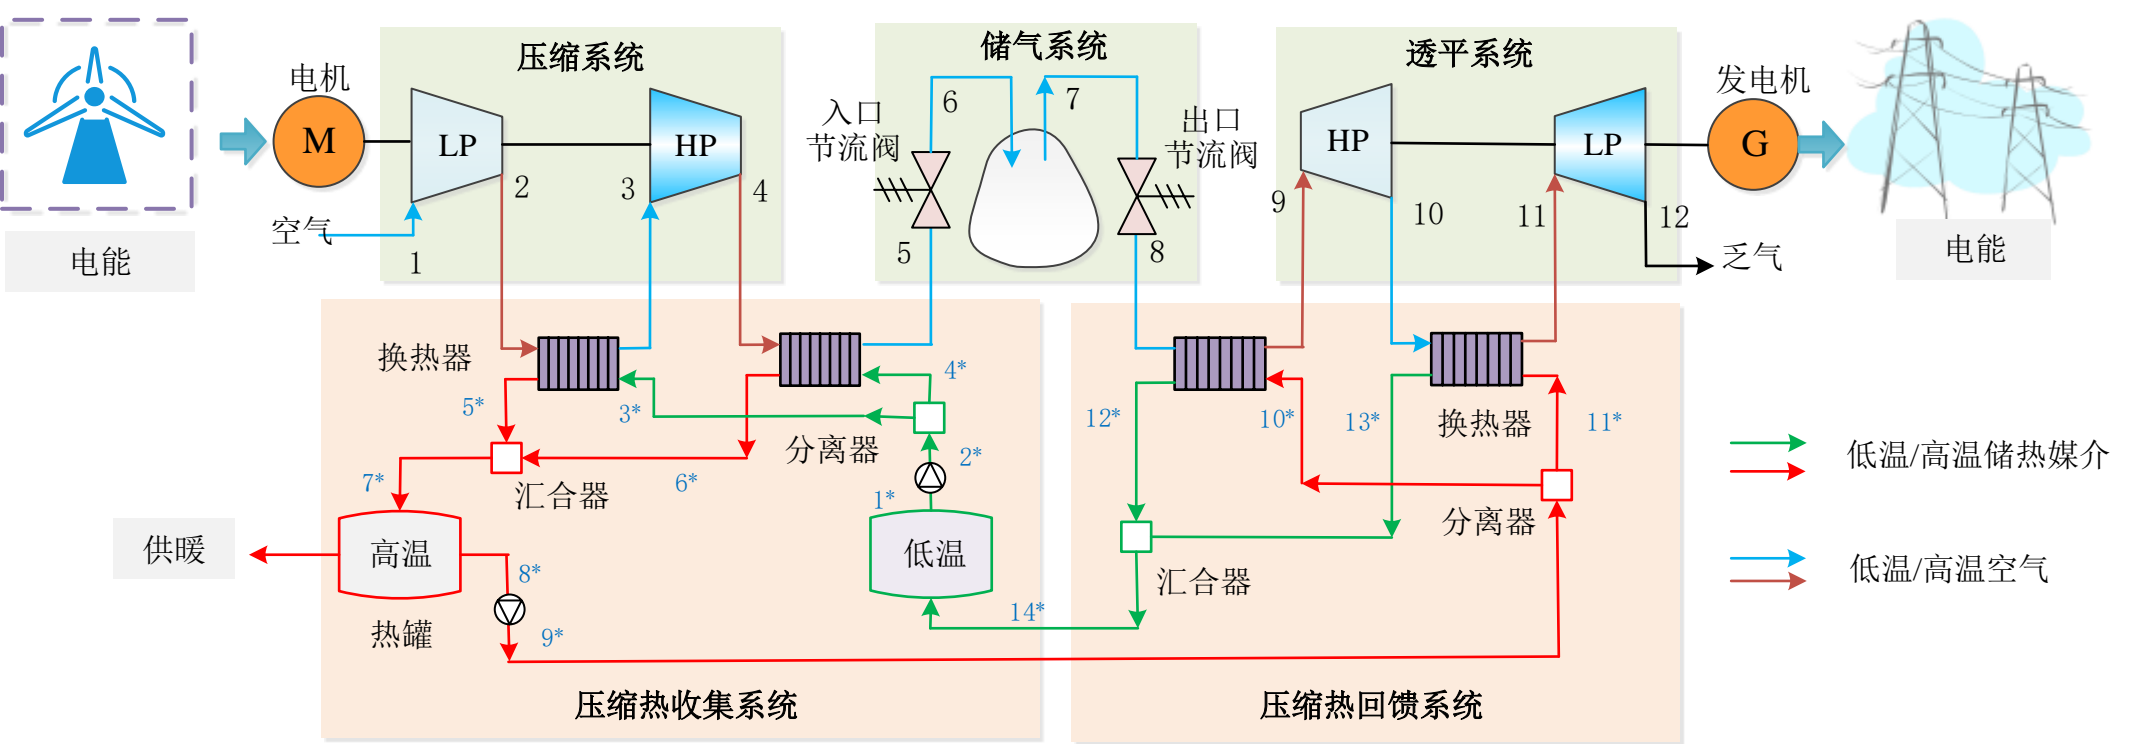 压缩系统
储气系统
透平系统
电机
M
LP
HP
入口
节流阀
出口
节流阀
HP
LP
发电机
G
空气
1
2
3
4
5
6
7
8
9
10
11
12
乏气
电能
电能
换热器
5*
3*
4*
分离器
2*
1*
6*
7*
汇合器
供暖
高温
热罐
8*
9*
低温
14*
压缩热收集系统
12*
10*
13*
换热器
11*
分离器
汇合器
压缩热回馈系统
低温/高温储热媒介
低温/高温空气